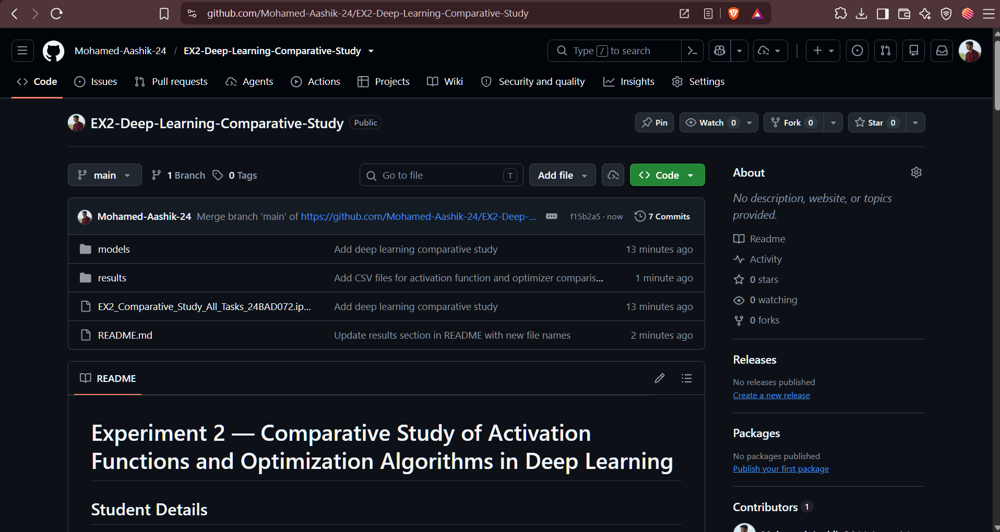 github.com/Mohamed-Aashik-24/EX2-Deep-Learning-Comparative-Study
Mohamed-Aashik-24 / EX2-Deep-Learning-Comparative-Study
Type / to search
Code Issues Pull requests Agents Actions Projects Wiki Security and quality Insights Settings
EX2-Deep-Learning-Comparative-Study Public
Pin Watch 0 Fork 0 Star 0
main 1 Branch 0 Tags Go to file T Add file Code
Mohamed-Aashik-24 Merge branch 'main' of https://github.com/Mohamed-Aashik-24/EX2-Deep-... f15b2a5 · now 7 Commits
models Add deep learning comparative study 13 minutes ago
results Add CSV files for activation function and optimizer comparis... 1 minute ago
EX2_Comparative_Study_All_Tasks_24BAD072.ip... Add deep learning comparative study 13 minutes ago
README.md Update results section in README with new file names 2 minutes ago
README
Experiment 2 — Comparative Study of Activation
Functions and Optimization Algorithms in Deep Learning
Student Details
About
No description, website, or topics
provided.
Readme
Activity
0 stars
0 watching
0 forks
Releases
No releases published
Create a new release
Packages
No packages published
Publish your first package
Contributors 1